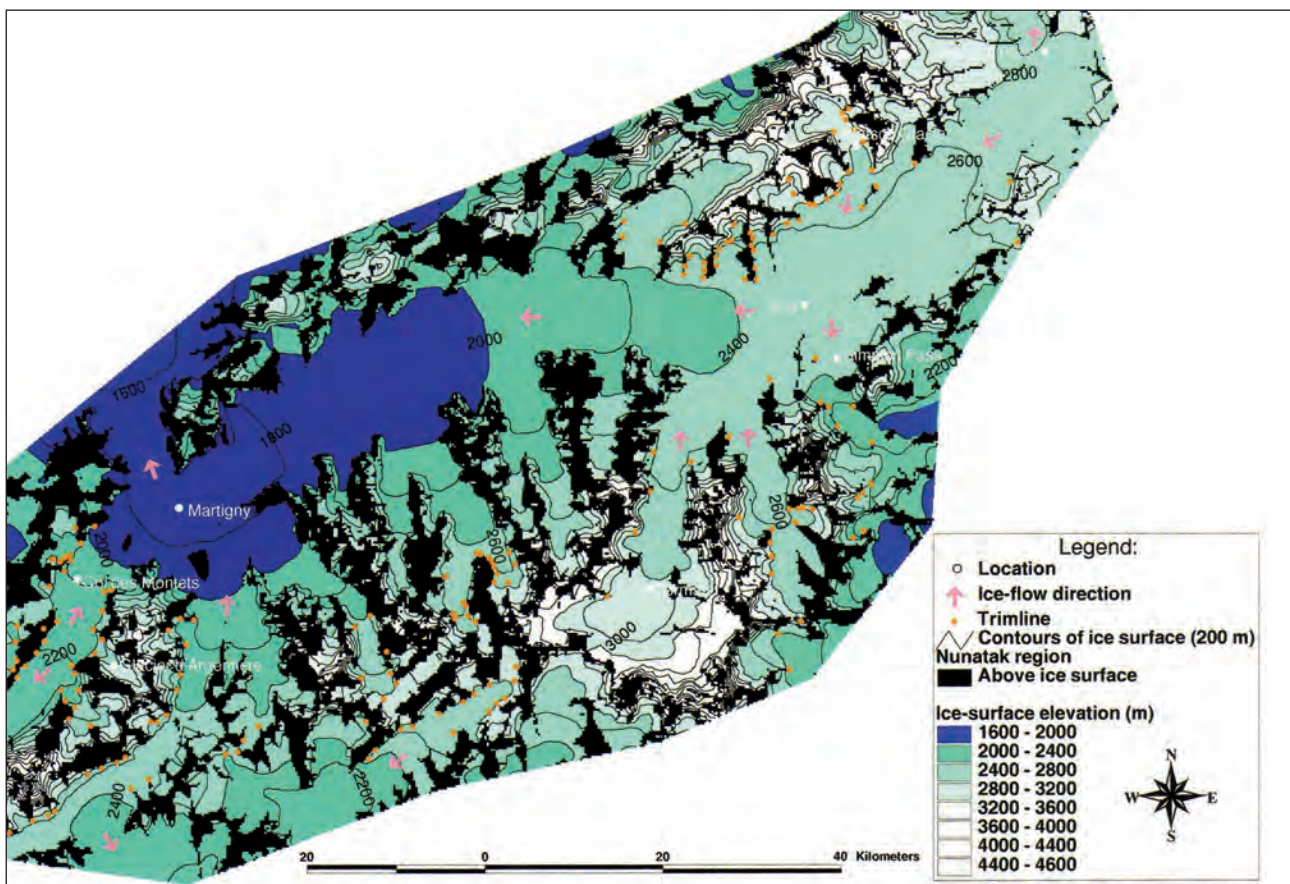 2800
2600
2000
2400
2200
1600
1800
Martigny
2600
2600
2000
2200
3000
2400
2200
20 0 20 40 Kilometers
Legend:
Location
Ice-flow direction
Trimline
Contours of ice surface (200 m)
Nunatak region
Above ice surface
Ice-surface elevation (m)
1600 - 2000
2000 - 2400
2400 - 2800
2800 - 3200
3200 - 3600
3600 - 4000
4000 - 4400
4400 - 4600
N
W E
S